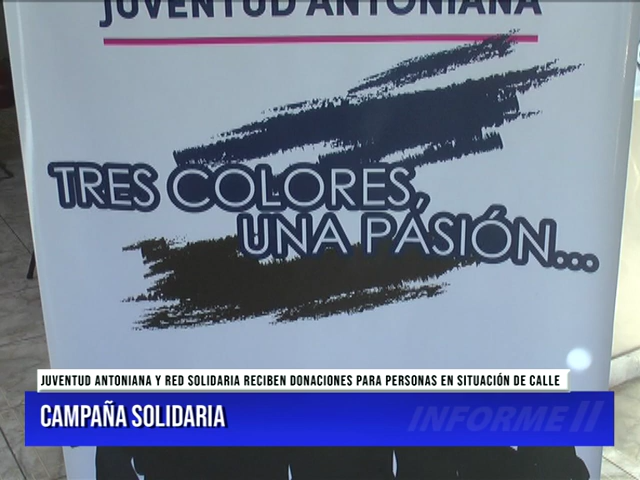 JUVENTUD ANTONIANA
TRES COLORES,
UNA PASIÓN...
JUVENTUD ANTONIANA Y RED SOLIDARIA RECIBEN DONACIONES PARA PERSONAS EN SITUACIÓN DE CALLE
CAMPAÑA SOLIDARIA
INFORME II